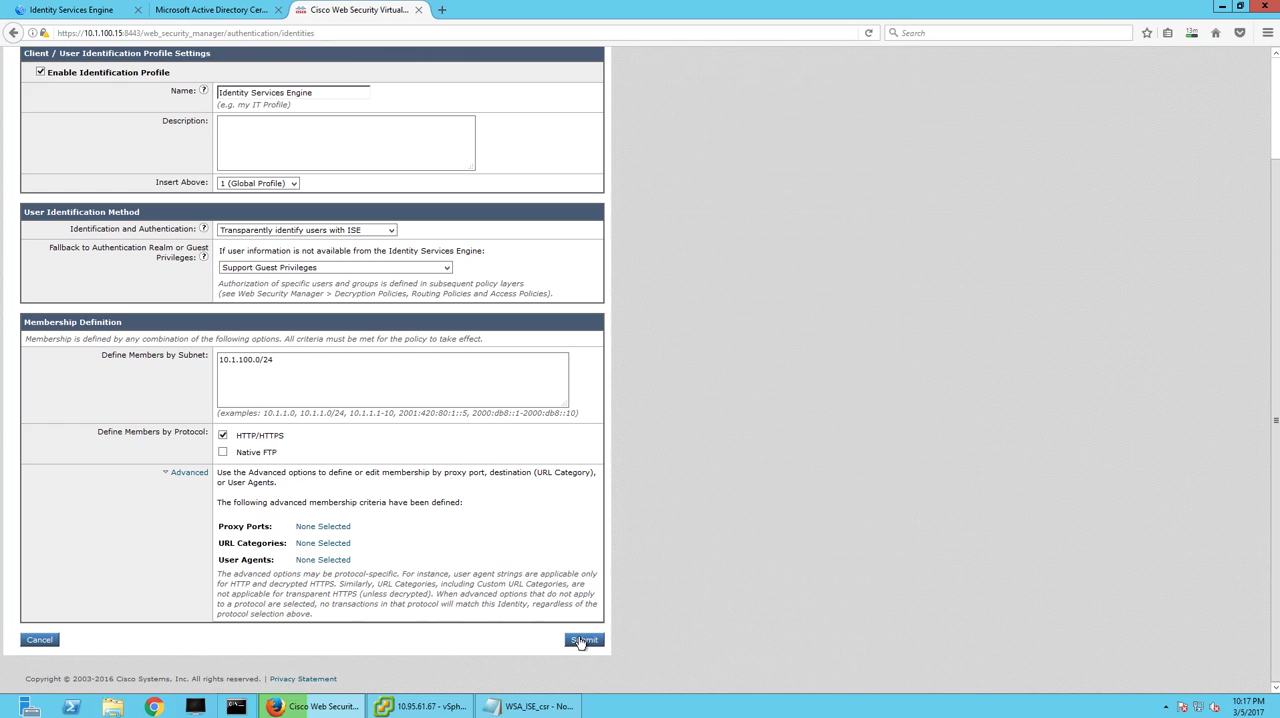 Identity Services Engine
Microsoft Active Directory Cer...
Cisco Web Security Virtual...
https://10.1.100.15:8443/web_security_manager/authentication/identities
Search
13m
Client / User Identification Profile Settings
Enable Identification Profile
Name:
Identity Services Engine
(e.g. my IT Profile)
Description:
Insert Above:
1 (Global Profile)
User Identification Method
Identification and Authentication:
Transparently identify users with ISE
Fallback to Authentication Realm or Guest
Privileges:
If user information is not available from the Identity Services Engine:
Support Guest Privileges
Authorization of specific users and groups is defined in subsequent policy layers
(see Web Security Manager > Decryption Policies, Routing Policies and Access Policies).
Membership Definition
Membership is defined by any combination of the following options. All criteria must be met for the policy to take effect.
Define Members by Subnet:
10.1.100.0/24
(examples: 10.1.1.0, 10.1.1.0/24, 10.1.1.1-10, 2001:420:80:1::5, 2000:db8::1-2000:db8::10)
Define Members by Protocol:
HTTP/HTTPS
Native FTP
Advanced
Use the Advanced options to define or edit membership by proxy port, destination (URL Category),
or User Agents.
The following advanced membership criteria have been defined:
Proxy Ports: None Selected
URL Categories: None Selected
User Agents: None Selected
The advanced options may be protocol-specific. For instance, user agent strings are applicable only
for HTTP and decrypted HTTPS. Similarly, URL Categories, including Custom URL Categories, are
not applicable for transparent HTTPS (unless decrypted). When advanced options that do not apply
to a protocol are selected, no transactions in that protocol will match this Identity, regardless of the
protocol selection above.
Cancel
Submit
Copyright © 2003-2016 Cisco Systems, Inc. All rights reserved. | Privacy Statement
Cisco Web Securit...
10.95.61.67 - vSph...
WSA_ISE_csr - No...
10:17 PM
3/5/2017